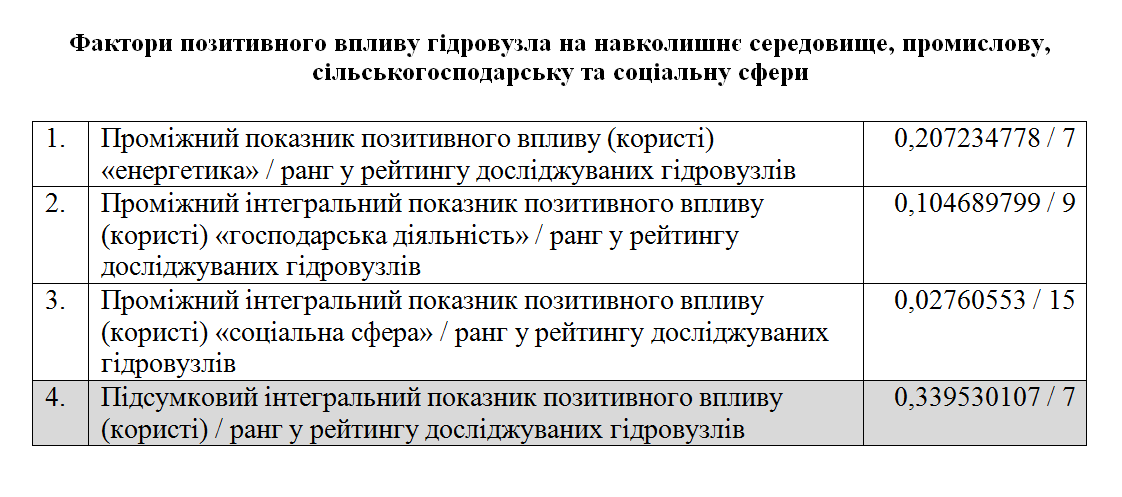 Фактори позитивного впливу гідровузла на навколишнє середовище, промислову,
сільськогосподарську та соціальну сфери
1. Проміжний показник позитивного впливу (користі) 0,207234778 / 7
«енергетика» / ранг у рейтингу досліджуваних гідровузлів
2. Проміжний інтегральний показник позитивного впливу 0,104689799 / 9
(користі) «господарська діяльність» / ранг у рейтингу
досліджуваних гідровузлів
3. Проміжний інтегральний показник позитивного впливу 0,02760553 / 15
(користі) «соціальна сфера» / ранг у рейтингу досліджуваних
гідровузлів
4. Підсумковий інтегральний показник позитивного впливу 0,339530107 / 7
(користі) / ранг у рейтингу досліджуваних гідровузлів